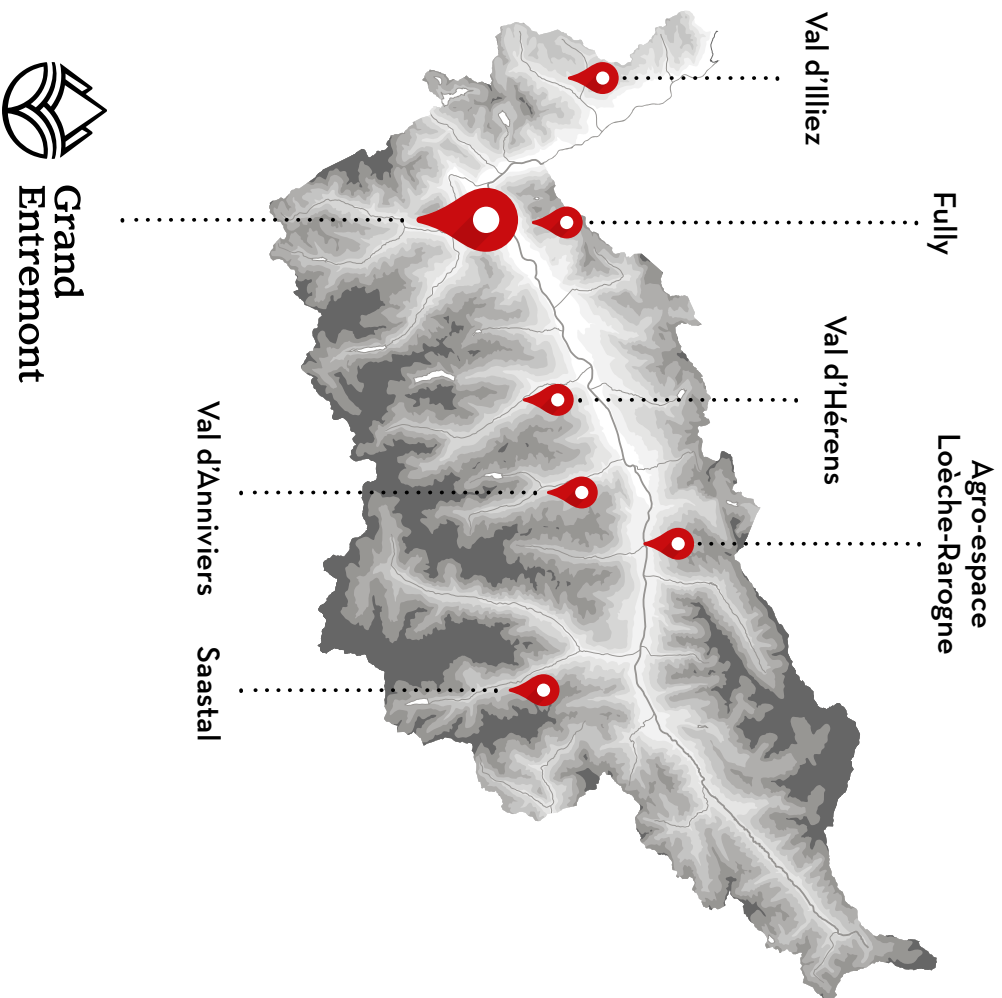 Val d'Illiez
Fully
Val d'Hérens
Agro-espace
Loèche-Rarogne
Grand
Entremont
Val d'Anniviers
Saastal